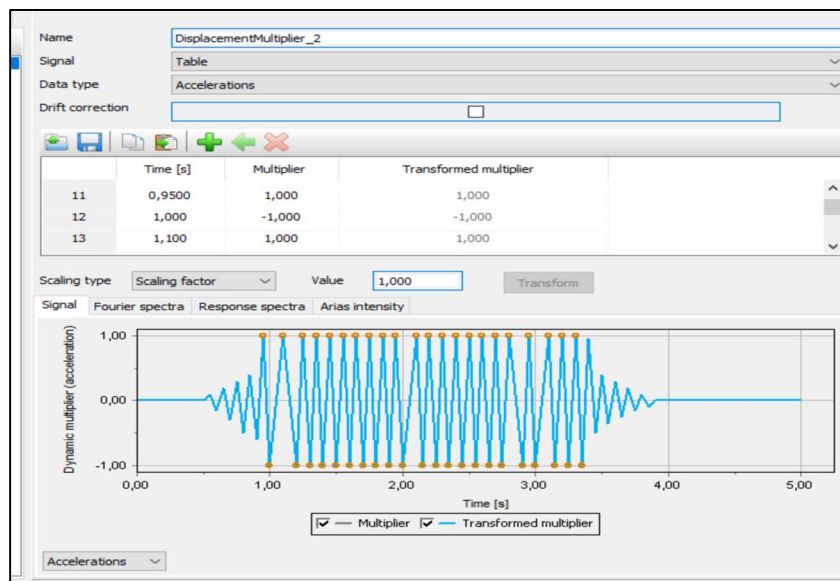 Name DisplacementMultiplier_2
Signal Table
Data type Accelerations
Drift correction
Time [s] Multiplier Transformed multiplier
11 0,9500 1,000 1,000
12 1,000 -1,000 -1,000
13 1,100 1,000 1,000
Scaling type Scaling factor Value 1,000 Transform
Signal Fourier spectra Response spectra Arias intensity
Dynamic multiplier (acceleration)
1,00
0,00
-1,00
0,00 1,00 2,00 3,00 4,00 5,00
Time [s]
Multiplier Transformed multiplier
Accelerations